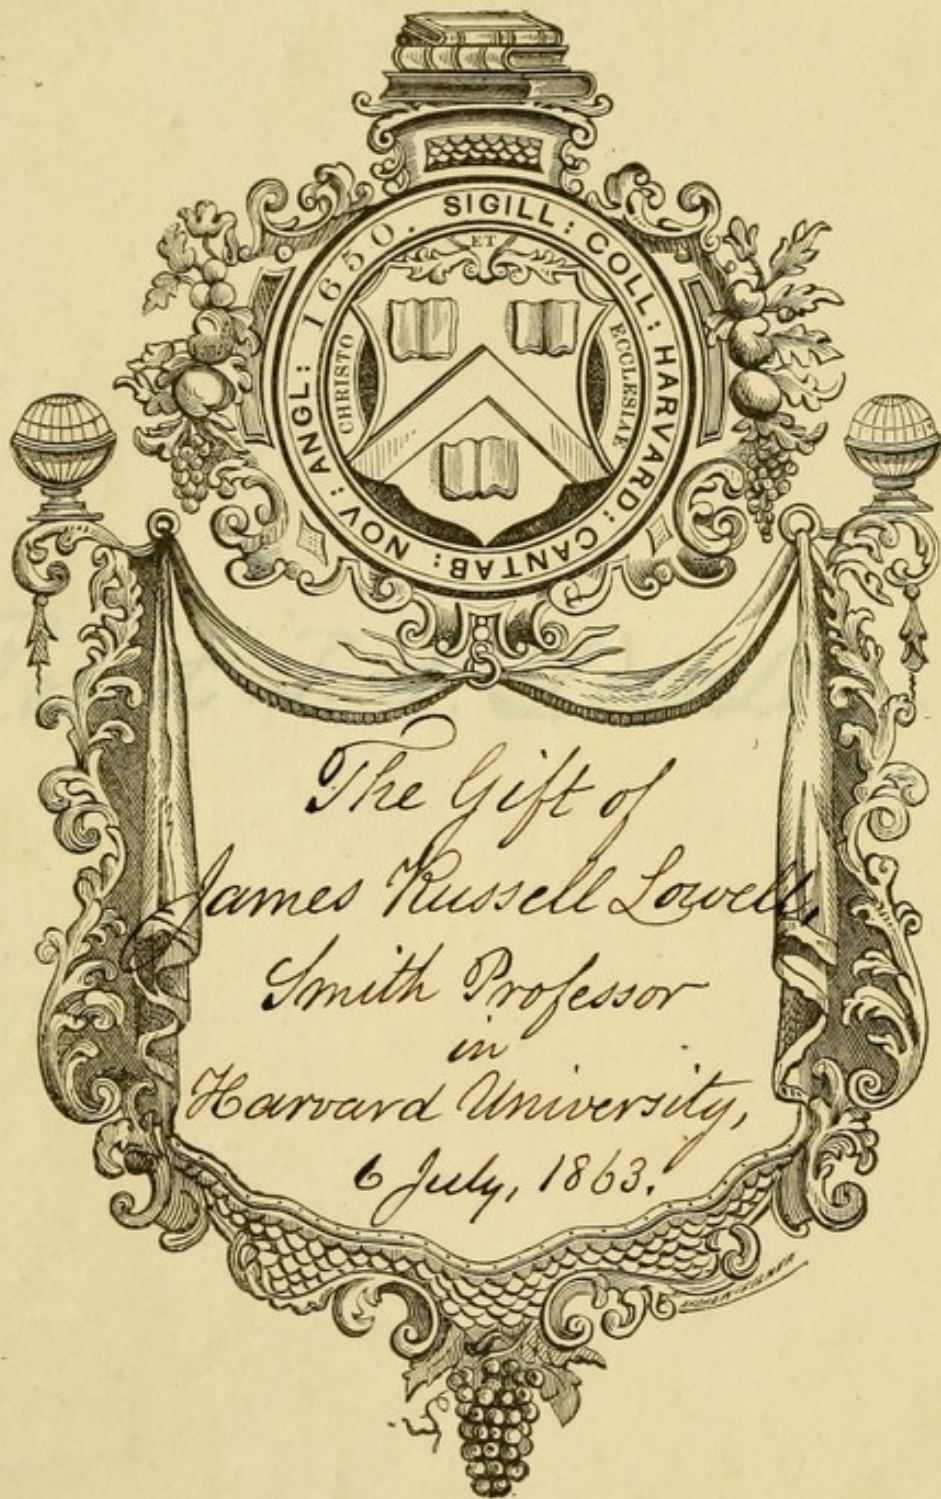 SIGILL: COLL: HARVARD: CANTAB: NOV: ANGL: 1650.
CHRISTO
ET
ECCLESIAE
The Gift of
James Russell Lowell,
Smith Professor
in
Harvard University,
6 July, 1863.